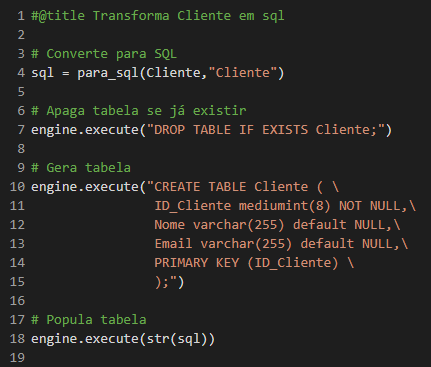 1 #@title Transforma Cliente em sql
2
3 # Converte para SQL
4 sql = para_sql(Cliente,"Cliente")
5
6 # Apaga tabela se já existir
7 engine.execute("DROP TABLE IF EXISTS Cliente;")
8
9 # Gera tabela
10 engine.execute("CREATE TABLE Cliente ( \
11 ID_Cliente mediumint(8) NOT NULL,\
12 Nome varchar(255) default NULL,\
13 Email varchar(255) default NULL,\
14 PRIMARY KEY (ID_Cliente) \
15 );")
16
17 # Popula tabela
18 engine.execute(str(sql))
19